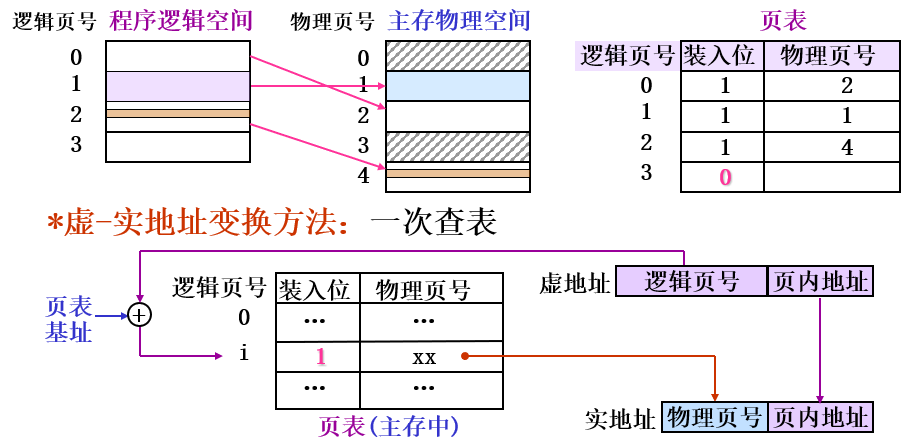 逻辑页号 程序逻辑空间 物理页号 主存物理空间 页表
逻辑页号 装入位 物理页号
0 0 0 1 2
1 1 1 1 1
2 2 2 1 4
3 3 3 0
4
*虚-实地址变换方法：一次查表
逻辑页号 装入位 物理页号 虚地址 逻辑页号 页内地址
页表
基址
+
0 … …
i 1 xx
… …
页表(主存中) 实地址 物理页号 页内地址